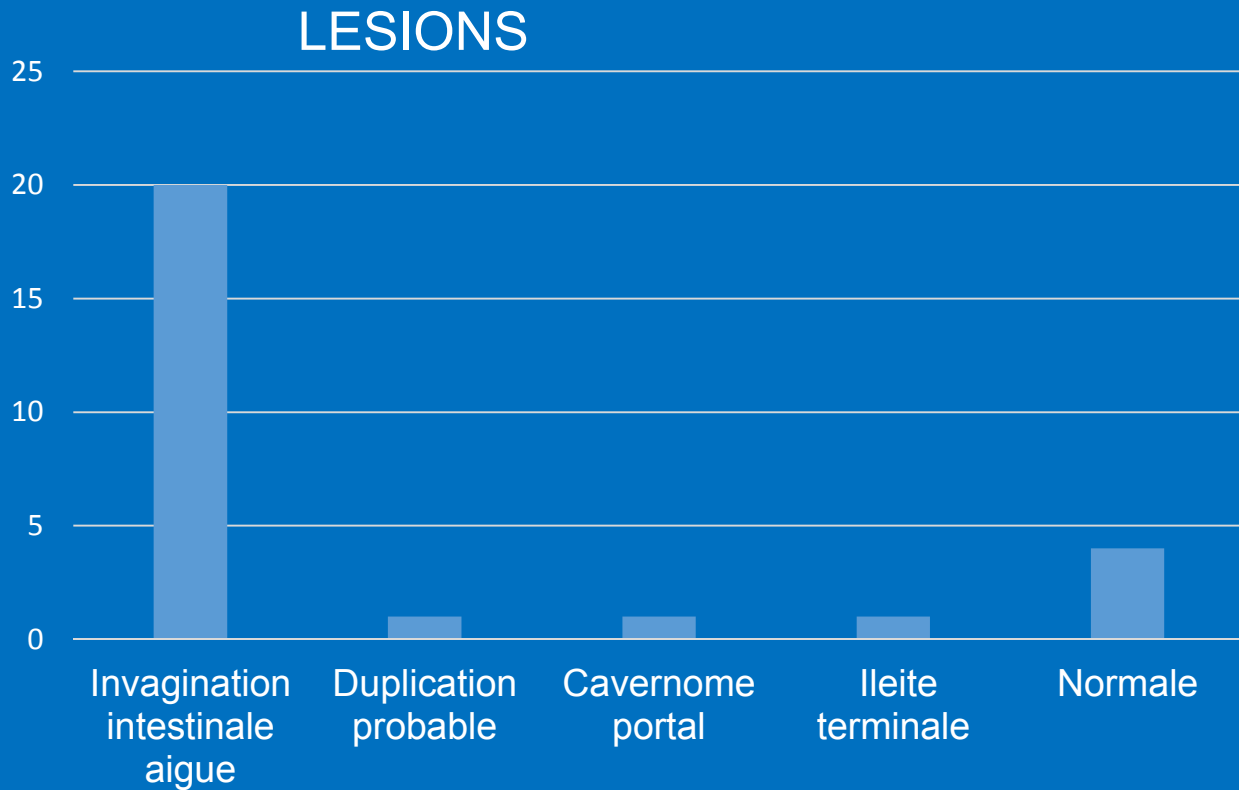 LESIONS
25
20
15
10
5
0
Invagination
intestinale
aigue
Duplication
probable
Cavernome
portal
Ileite
terminale
Normale